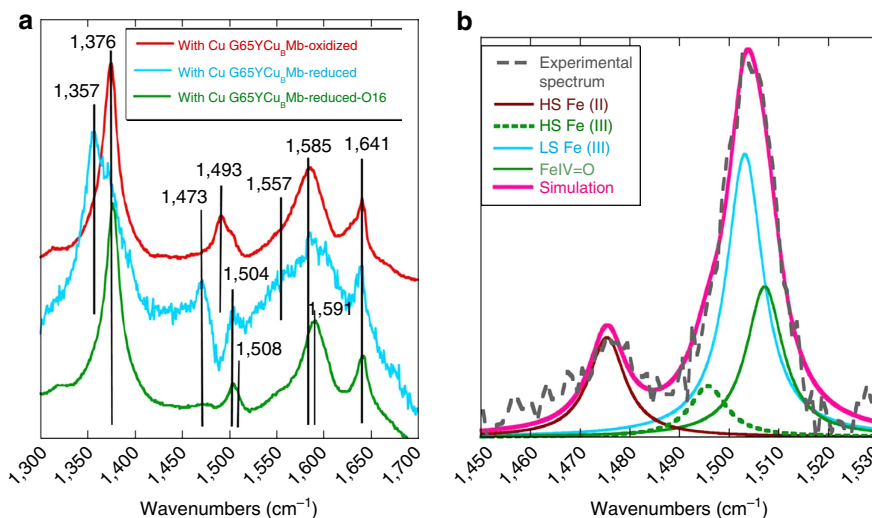 a
With Cu G65YCuBMb-oxidized
With Cu G65YCuBMb-reduced
With Cu G65YCuBMb-reduced-O16
1,376
1,357
1,585
1,641
1,493
1,557
1,473
1,504
1,591
1,508
1,300
1,350
1,400
1,450
1,500
1,550
1,600
1,650
1,700
Wavenumbers (cm⁻¹)
b
Experimental
spectrum
HS Fe (II)
HS Fe (III)
LS Fe (III)
FeIV=O
Simulation
1,450
1,460
1,470
1,480
1,490
1,500
1,510
1,520
1,530
Wavenumbers (cm⁻¹)